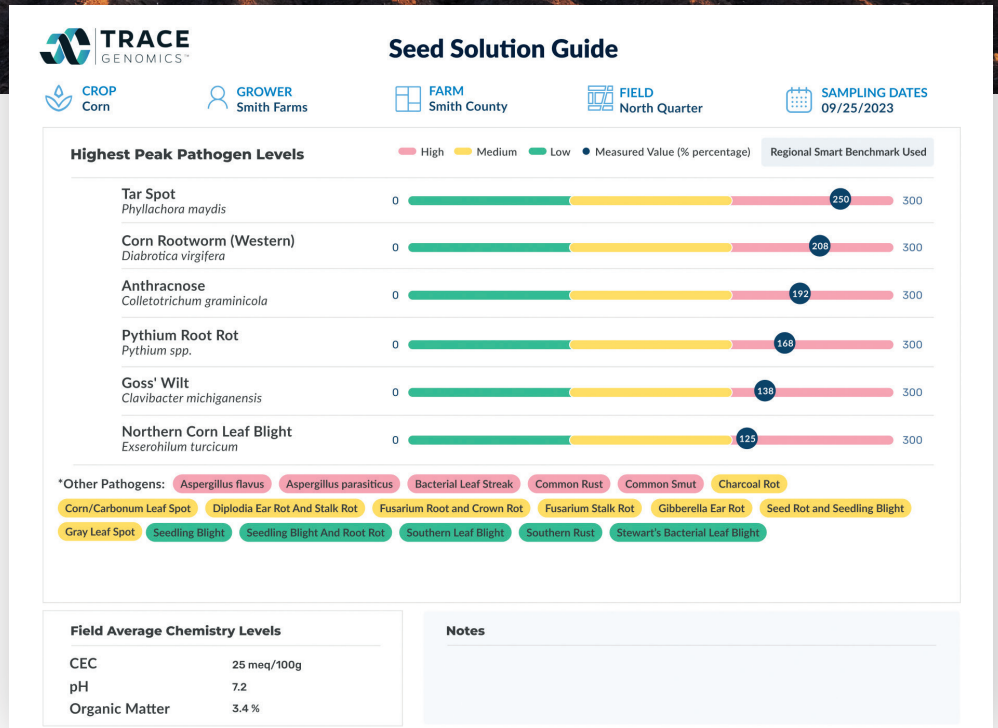 TRACE
GENOMICS™
Seed Solution Guide
CROP
Corn
GROWER
Smith Farms
FARM
Smith County
FIELD
North Quarter
SAMPLING DATES
09/25/2023
Highest Peak Pathogen Levels
High Medium Low Measured Value (% percentage) Regional Smart Benchmark Used
Tar Spot
Phyllachora maydis
0 250 300
Corn Rootworm (Western)
Diabrotica virgifera
0 208 300
Anthracnose
Colletotrichum graminicola
0 192 300
Pythium Root Rot
Pythium spp.
0 168 300
Goss' Wilt
Clavibacter michiganensis
0 138 300
Northern Corn Leaf Blight
Exserohilum turcicum
0 125 300
*Other Pathogens: Aspergillus flavus Aspergillus parasiticus Bacterial Leaf Streak Common Rust Common Smut Charcoal Rot
Corn/Carbonum Leaf Spot Diplodia Ear Rot And Stalk Rot Fusarium Root and Crown Rot Fusarium Stalk Rot Gibberella Ear Rot Seed Rot and Seedling Blight
Gray Leaf Spot Seedling Blight Seedling Blight And Root Rot Southern Leaf Blight Southern Rust Stewart's Bacterial Leaf Blight
Field Average Chemistry Levels
CEC 25 meq/100g
pH 7.2
Organic Matter 3.4 %
Notes